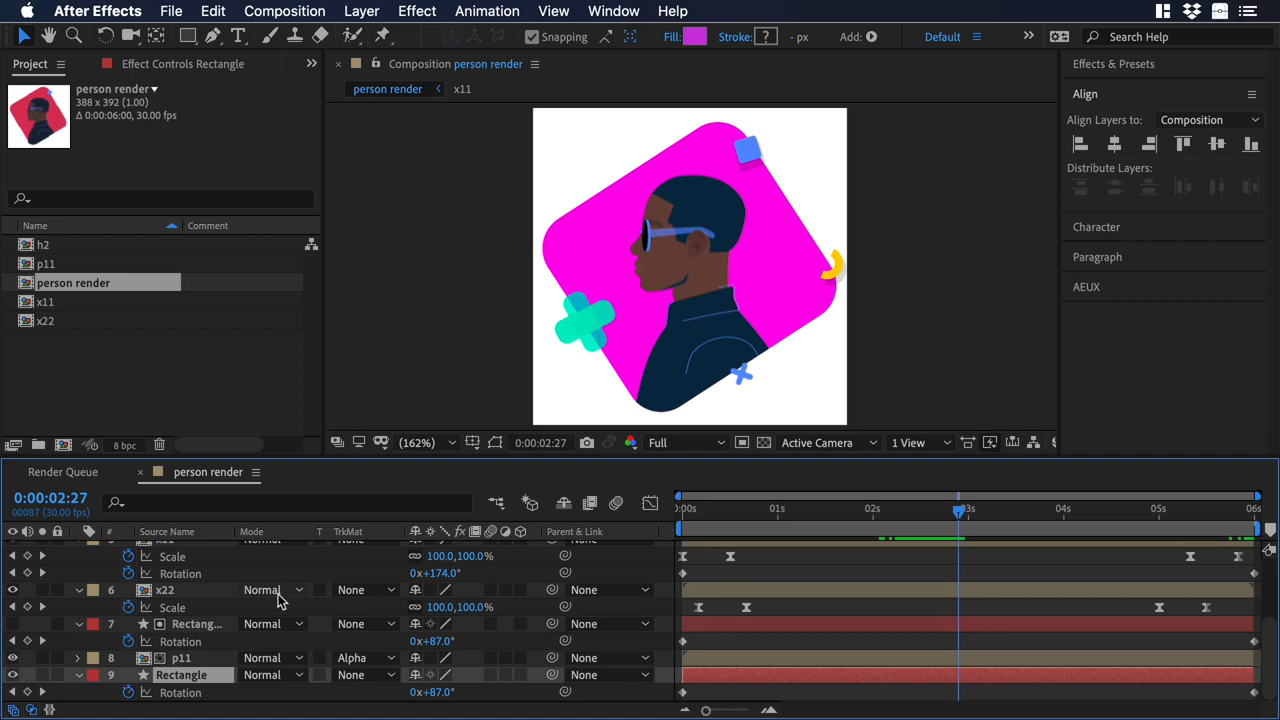 After Effects File Edit Composition Layer Effect Animation View Window Help
Snapping Fill: Stroke: ? - px Add: Default Search Help
Project Effect Controls Rectangle Composition person render Effects & Presets
person render x11
person render
388 x 392 (1.00)
Δ 0:00:06:00, 30.00 fps
Align
Align Layers to: Composition
Distribute Layers:
Name Comment
h2
p11
person render
x11
x22
Character
Paragraph
AEUX
8 bpc (162%) 0:00:02:27 Full Active Camera 1 View
Render Queue person render
0:00:02:27
00087 (30.00 fps)
:00s 01s 02s 03s 04s 05s 06s
# Source Name Mode T TrkMat Parent & Link
Scale 100.0,100.0%
Rotation 0x+174.0°
6 x22 Normal None None
Scale 100.0,100.0%
7 Rectang... Normal None None
Rotation 0x+87.0°
8 p11 Normal Alpha None
9 Rectangle Normal None None
Rotation 0x+87.0°